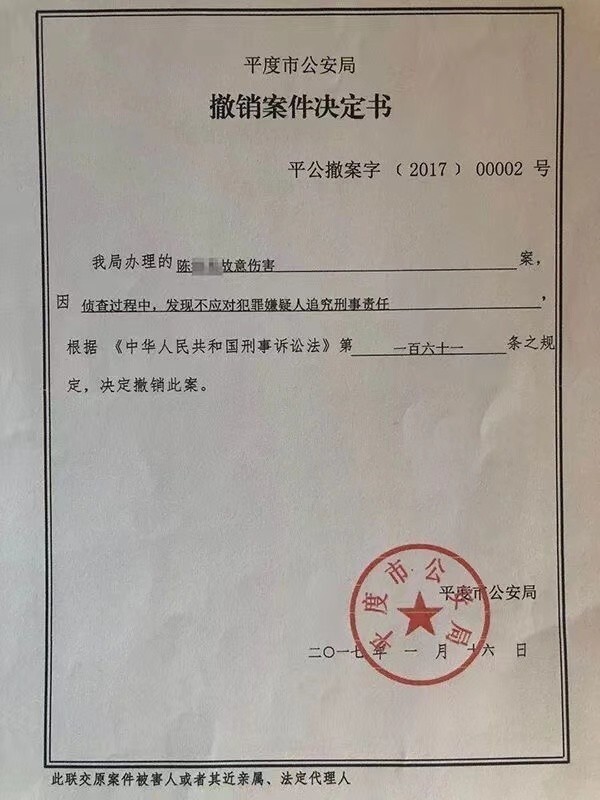 平度市公安局
撤销案件决定书
平公撤案字（2017）00002 号
我局办理的 陈 故意伤害 案，
因 侦查过程中，发现不应对犯罪嫌疑人追究刑事责任 ，
根据《中华人民共和国刑事诉讼法》第 一百六十一 条之规
定，决定撤销此案。
平度市公安局
平度市公安局
二〇一七年 一 月 十六 日
此联交原案件被害人或者其近亲属、法定代理人